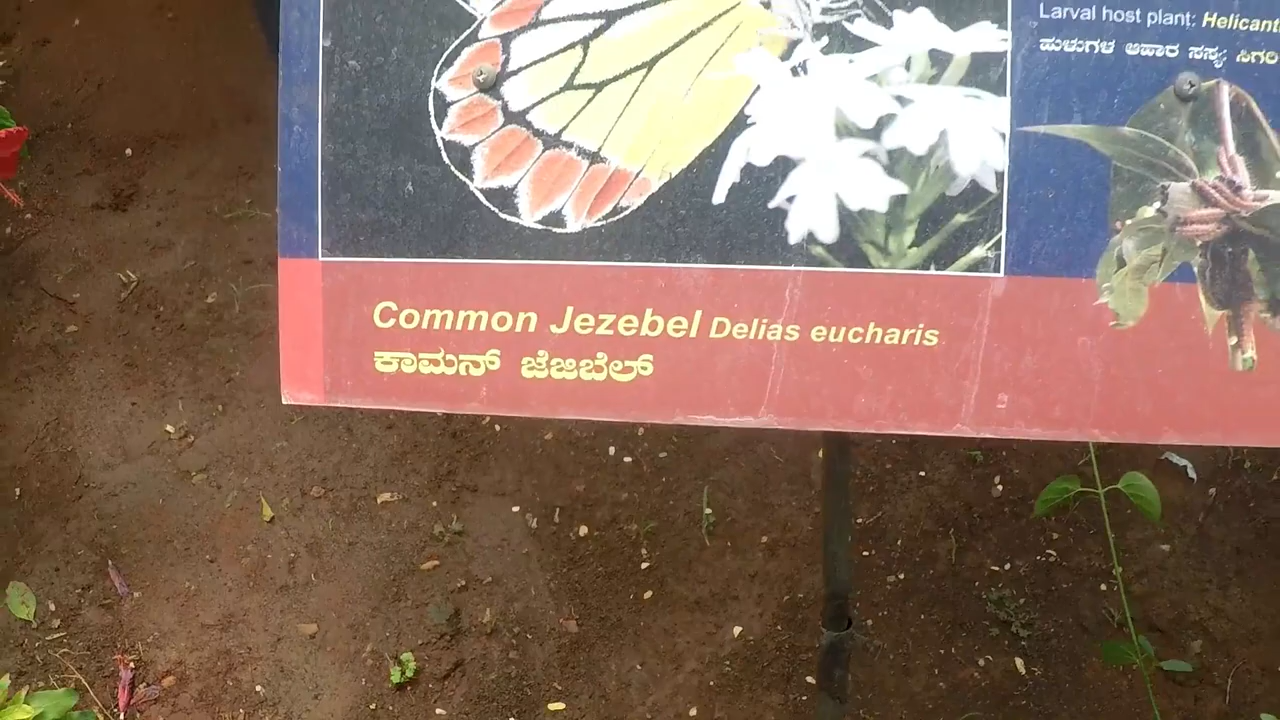 Larval host plant: Helicant
ಹುಳುಗಳ ಆಹಾರ ಸಸ್ಯ:
Common Jezebel Delias eucharis
ಕಾಮನ್ ಜೆಜಿಬೆಲ್